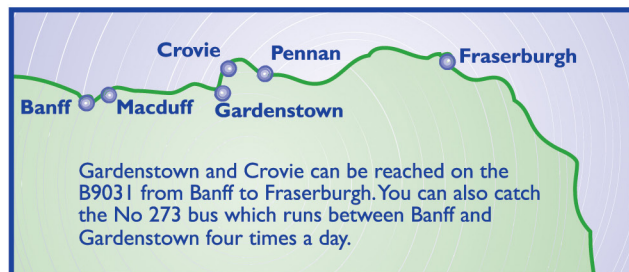 Crovie
Pennan
Fraserburgh
Banff
Macduff
Gardenstown
Gardenstown and Crovie can be reached on the
B9031 from Banff to Fraserburgh. You can also catch
the No 273 bus which runs between Banff and
Gardenstown four times a day.